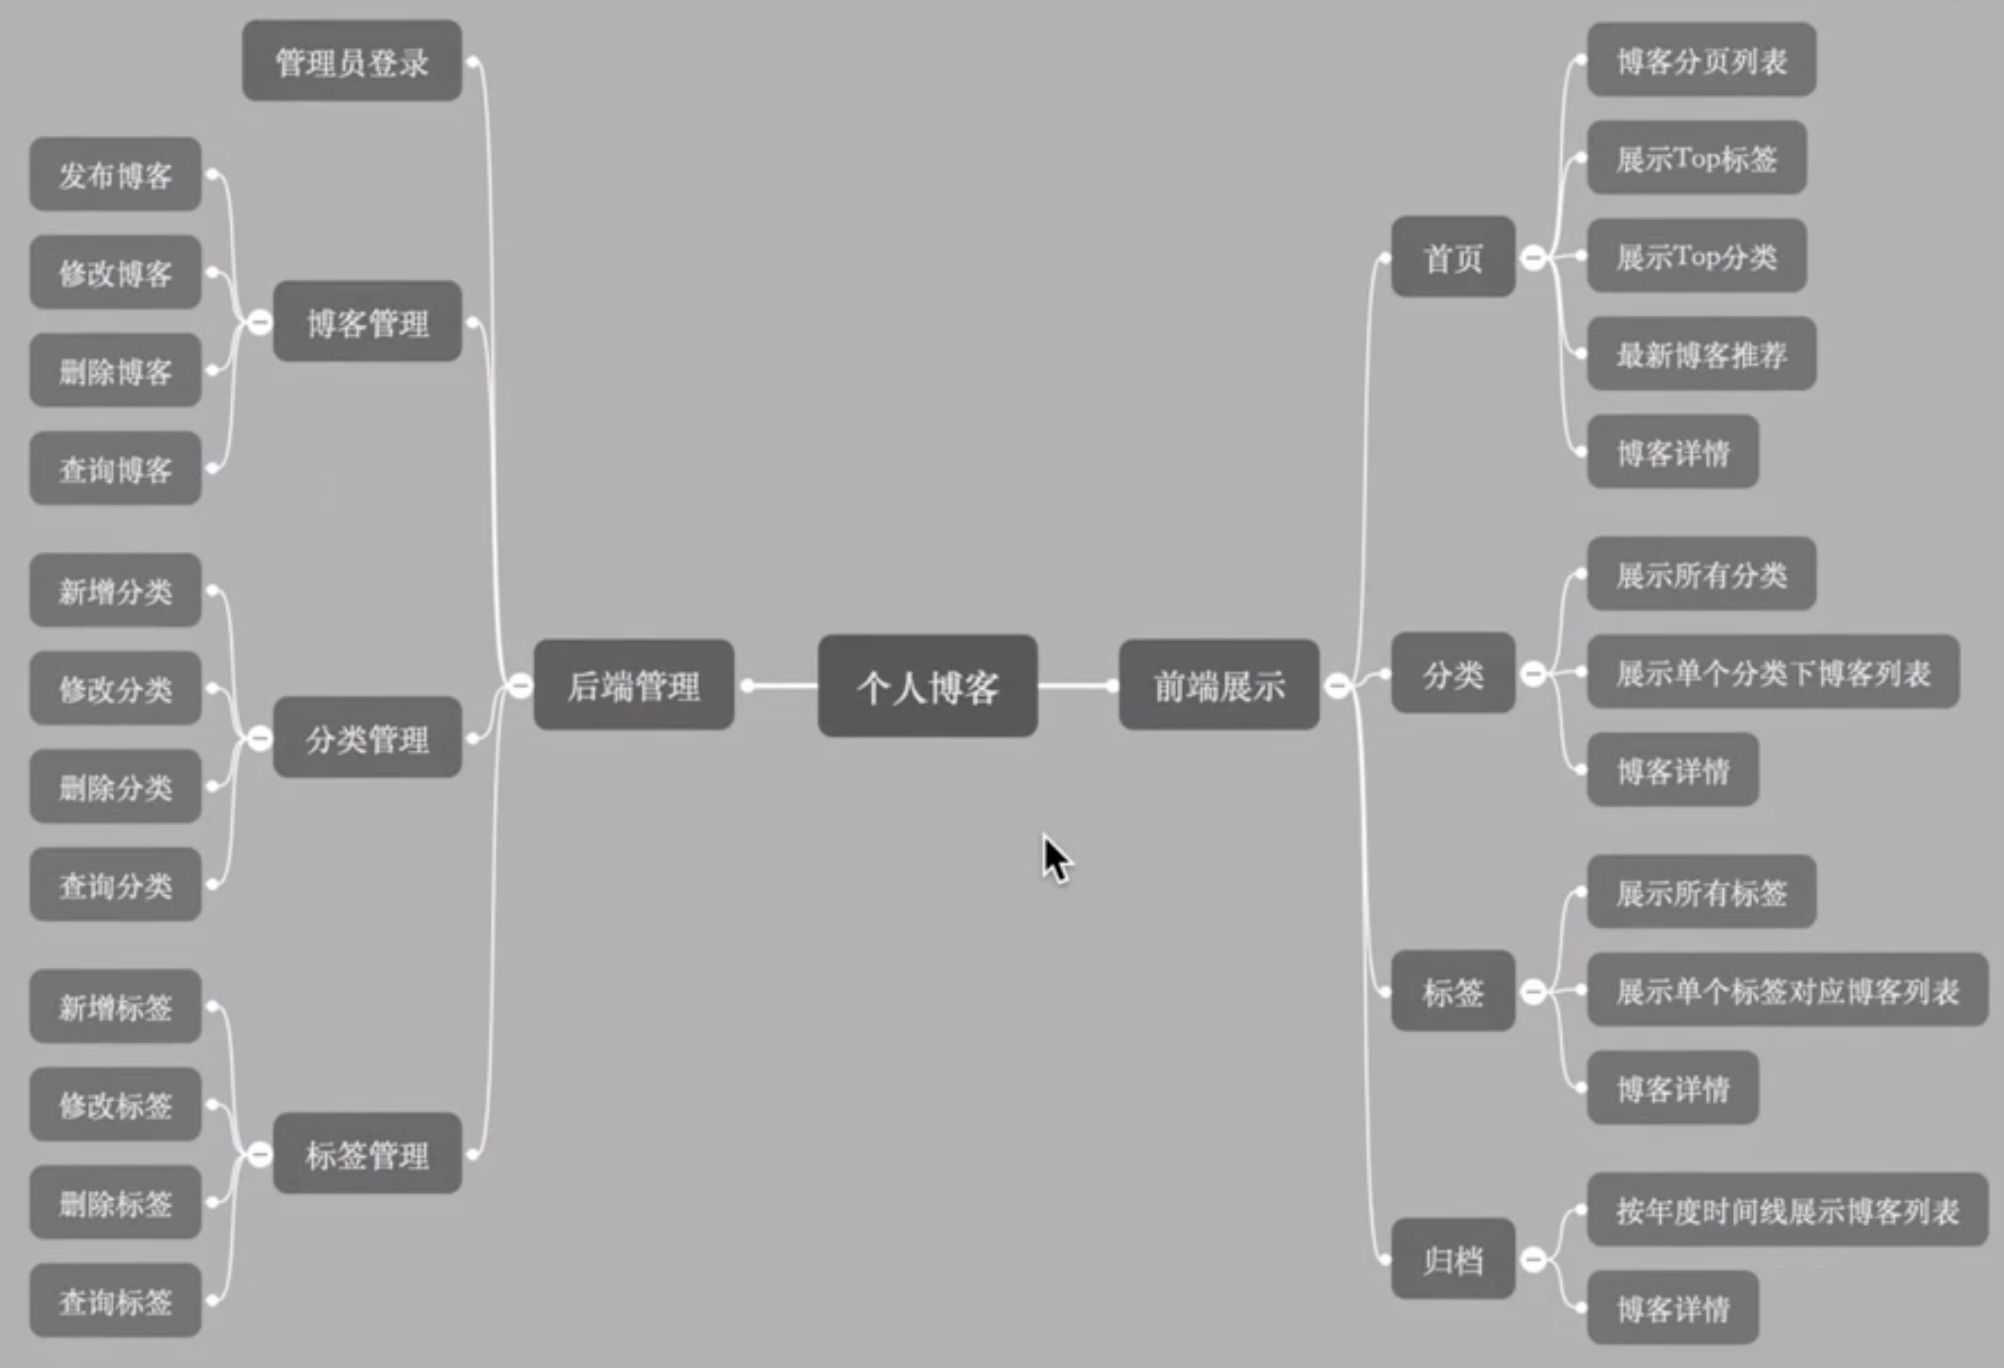 管理员登录
发布博客
修改博客
删除博客
查询博客
博客管理
新增分类
修改分类
删除分类
查询分类
分类管理
新增标签
修改标签
删除标签
查询标签
标签管理
后端管理
个人博客
前端展示
首页
博客分页列表
展示Top标签
展示Top分类
最新博客推荐
博客详情
分类
展示所有分类
展示单个分类下博客列表
博客详情
标签
展示所有标签
展示单个标签对应博客列表
博客详情
归档
按年度时间线展示博客列表
博客详情